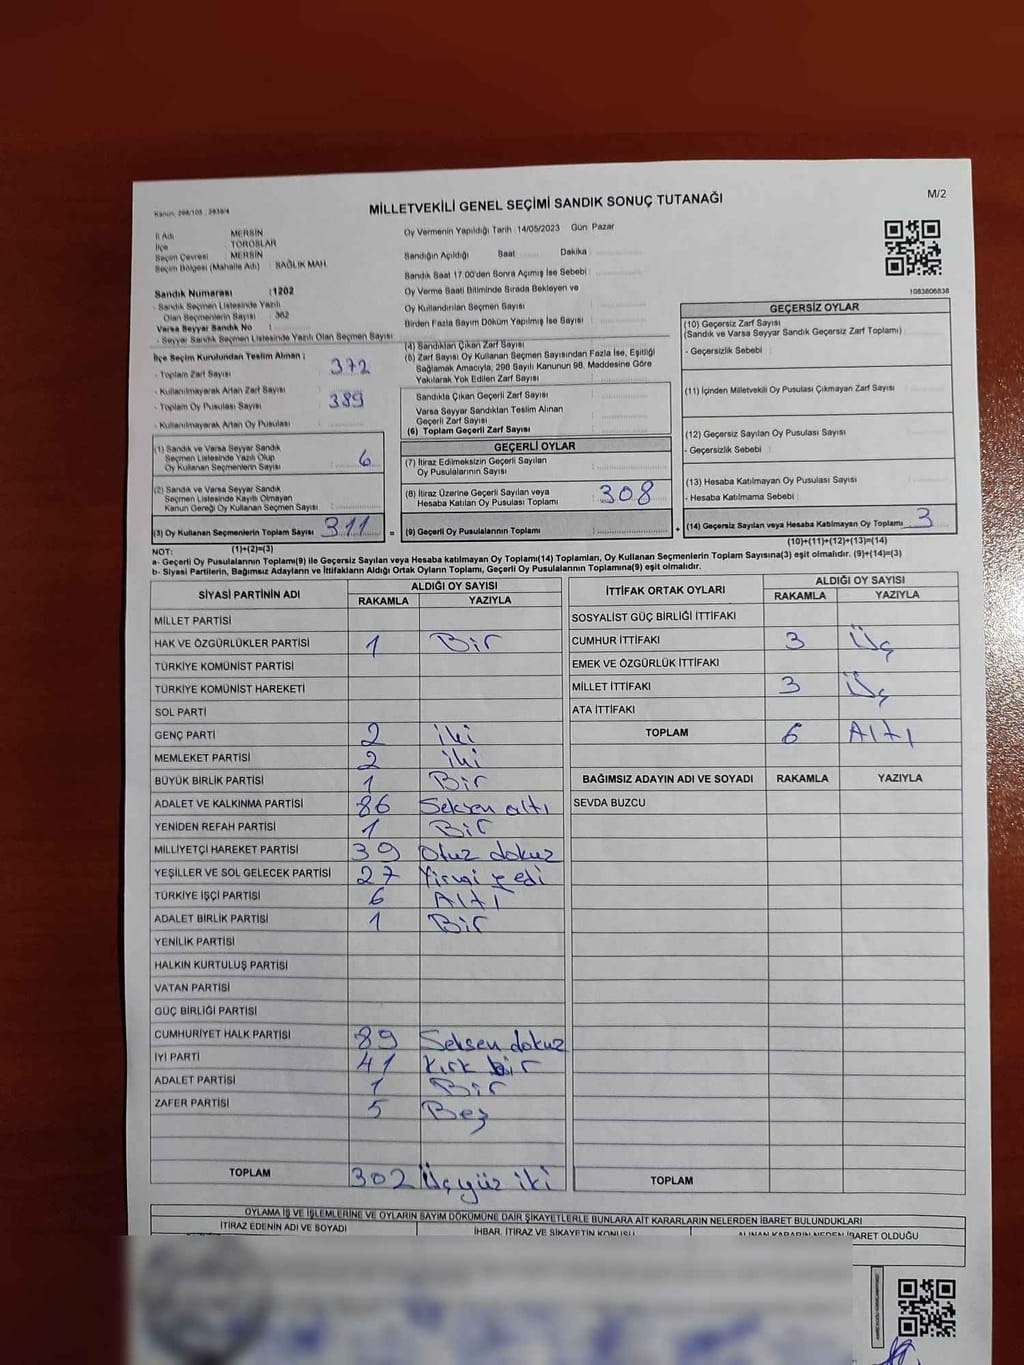 M/2
Kanun, 298/105 , 2839/4
MİLLETVEKİLİ GENEL SEÇİMİ SANDIK SONUÇ TUTANAĞI
İl Adı : MERSİN
İlçe : TOROSLAR
Seçim Çevresi : MERSİN
Seçim Bölgesi (Mahalle Adı) : SAĞLIK MAH.
Sandık Numarası : 1202
- Sandık Seçmen Listesinde Yazılı
Olan Seçmenlerin Sayısı : 362
Varsa Seyyar Sandık No :
- Seyyar Sandık Seçmen Listesinde Yazılı Olan Seçmen Sayısı
İlçe Seçim Kurulundan Teslim Alınan ;
- Toplam Zarf Sayısı 372
- Kullanılmayarak Artan Zarf Sayısı
- Toplam Oy Pusulası Sayısı 389
- Kullanılmayarak Artan Oy Pusulası
(1) Sandık ve Varsa Seyyar Sandık
Seçmen Listesinde Yazılı Olup
Oy Kullanan Seçmenlerin Sayısı 6
(2) Sandık ve Varsa Seyyar Sandık
Seçmen Listesinde Kayıtlı Olmayan
Kanun Gereği Oy Kullanan Seçmen Sayısı
(3) Oy Kullanan Seçmenlerin Toplam Sayısı 311
(1)+(2)=(3)
Oy Vermenin Yapıldığı Tarih : 14/05/2023 Gün : Pazar
Sandığın Açıldığı Saat Dakika
Sandık Saat 17.00'den Sonra Açımış İse Sebebi
Oy Verme Saati Bitiminde Sırada Bekleyen ve
Oy Kullandırılan Seçmen Sayısı
Birden Fazla Sayım Döküm Yapılmış İse Sayısı
(4) Sandıktan Çıkan Zarf Sayısı
(5) Zarf Sayısı Oy Kullanan Seçmen Sayısından Fazla İse, Eşitliği
Sağlamak Amacıyla, 298 Sayılı Kanunun 98. Maddesine Göre
Yakılarak Yok Edilen Zarf Sayısı
Sandıkta Çıkan Geçerli Zarf Sayısı
Varsa Seyyar Sandıktan Teslim Alınan
Geçerli Zarf Sayısı
(6) Toplam Geçerli Zarf Sayısı
GEÇERLİ OYLAR
(7) İtiraz Edilmeksizin Geçerli Sayılan
Oy Pusulalarının Sayısı
(8) İtiraz Üzerine Geçerli Sayılan veya
Hesaba Katılan Oy Pusulası Toplamı 308
= (9) Geçerli Oy Pusulalarının Toplamı +
1083806838
GEÇERSİZ OYLAR
(10) Geçersiz Zarf Sayısı
(Sandık ve Varsa Seyyar Sandık Geçersiz Zarf Toplamı)
- Geçersizlik Sebebi
(11) İçinden Milletvekili Oy Pusulası Çıkmayan Zarf Sayısı
(12) Geçersiz Sayılan Oy Pusulası Sayısı
- Geçersizlik Sebebi
(13) Hesaba Katılmayan Oy Pusulası Sayısı
- Hesaba Katılmama Sebebi
(14) Geçersiz Sayılan veya Hesaba Katılmayan Oy Toplamı 3
(10)+(11)+(12)+(13)=(14)
NOT:
a- Geçerli Oy Pusulalarının Toplamı(9) ile Geçersiz Sayılan veya Hesaba katılmayan Oy Toplamı(14) Toplamları, Oy Kullanan Seçmenlerin Toplam Sayısına(3) eşit olmalıdır. (9)+(14)=(3)
b- Siyasi Partilerin, Bağımsız Adayların ve İttifakların Aldığı Ortak Oyların Toplamı, Geçerli Oy Pusulalarının Toplamına(9) eşit olmalıdır.
SİYASİ PARTİNİN ADI ALDIĞI OY SAYISI
RAKAMLA YAZIYLA
MİLLET PARTİSİ
HAK VE ÖZGÜRLÜKLER PARTİSİ 1 Bir
TÜRKİYE KOMÜNİST PARTİSİ
TÜRKİYE KOMÜNİST HAREKETİ
SOL PARTİ
GENÇ PARTİ 2 iki
MEMLEKET PARTİSİ 2 iki
BÜYÜK BİRLİK PARTİSİ 1 Bir
ADALET VE KALKINMA PARTİSİ 86 Seksen altı
YENİDEN REFAH PARTİSİ 1 Bir
MİLLİYETÇİ HAREKET PARTİSİ 39 Otuz dokuz
YEŞİLLER VE SOL GELECEK PARTİSİ 27 Yirmi yedi
TÜRKİYE İŞÇİ PARTİSİ 6 Altı
ADALET BİRLİK PARTİSİ 1 Bir
YENİLİK PARTİSİ
HALKIN KURTULUŞ PARTİSİ
VATAN PARTİSİ
GÜÇ BİRLİĞİ PARTİSİ
CUMHURİYET HALK PARTİSİ 89 Seksen dokuz
İYİ PARTİ 41 Kırk bir
ADALET PARTİSİ 1 Bir
ZAFER PARTİSİ 5 Beş
TOPLAM 302 Üçyüz iki
İTTİFAK ORTAK OYLARI ALDIĞI OY SAYISI
RAKAMLA YAZIYLA
SOSYALİST GÜÇ BİRLİĞİ İTTİFAKI
CUMHUR İTTİFAKI 3 Üç
EMEK VE ÖZGÜRLÜK İTTİFAKI
MİLLET İTTİFAKI 3 Üç
ATA İTTİFAKI
TOPLAM 6 Altı
BAĞIMSIZ ADAYIN ADI VE SOYADI RAKAMLA YAZIYLA
SEVDA BUZCU
TOPLAM
OYLAMA İŞ VE İŞLEMLERİNE VE OYLARIN SAYIM DÖKÜMÜNE DAİR ŞİKAYETLERLE BUNLARA AİT KARARLARIN NELERDEN İBARET BULUNDUKLARI
İTİRAZ EDENİN ADI VE SOYADI İHBAR, İTİRAZ VE ŞİKAYETİN KONUSU ALINAN KARARIN NEDEN İBARET OLDUĞU